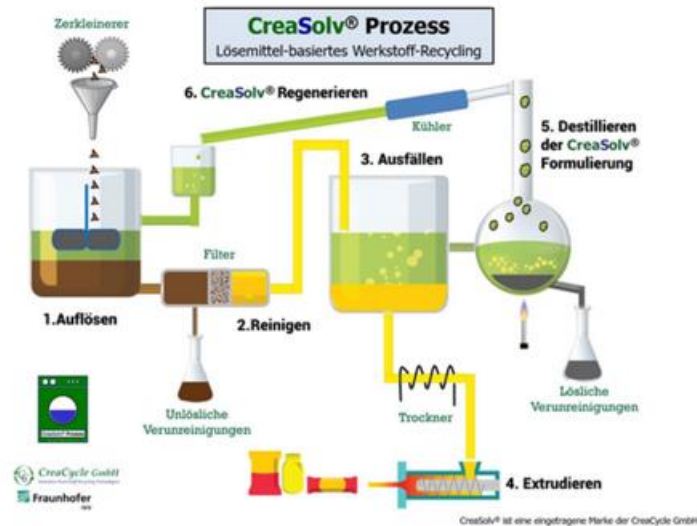 CreaSolv® Prozess
Lösemittel-basiertes Werkstoff-Recycling
Zerkleinerer
6. CreaSolv® Regenerieren
Kühler
5. Destillieren
der CreaSolv®
Formulierung
3. Ausfällen
Filter
1.Auflösen
2.Reinigen
Unlösliche
Verunreinigungen
Trockner
Lösliche
Verunreinigungen
4. Extrudieren
CreaCycle GmbH
Fraunhofer
CreaSolv® ist eine eingetragene Marke der CreaCycle GmbH